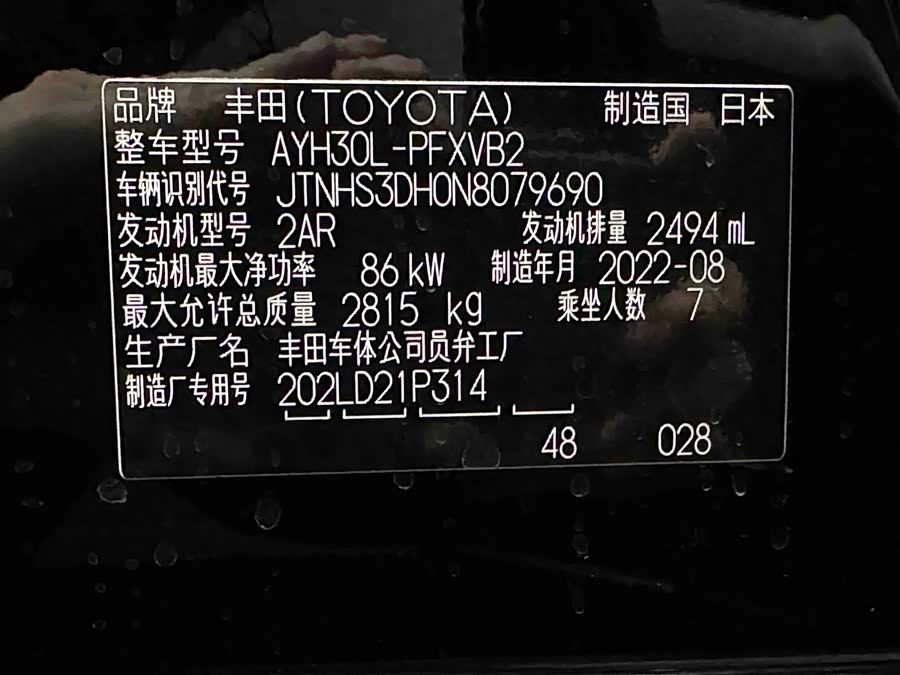 品牌 丰田(TOYOTA) 制造国 日本
整车型号 AYH30L-PFXVB2
车辆识别代号 JTNHS3DH0N8079690
发动机型号 2AR 发动机排量 2494 mL
发动机最大净功率 86 kW 制造年月 2022-08
最大允许总质量 2815 kg 乘坐人数 7
生产厂名 丰田车体公司员弁工厂
制造厂专用号 202LD21P314
48 028